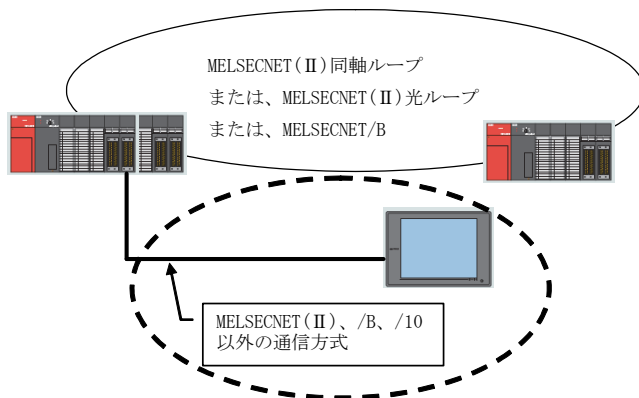 MELSECNET(Ⅱ)同軸ループ
または、MELSECNET(Ⅱ)光ループ
または、MELSECNET/B
MELSECNET(Ⅱ)、/B、/10
以外の通信方式